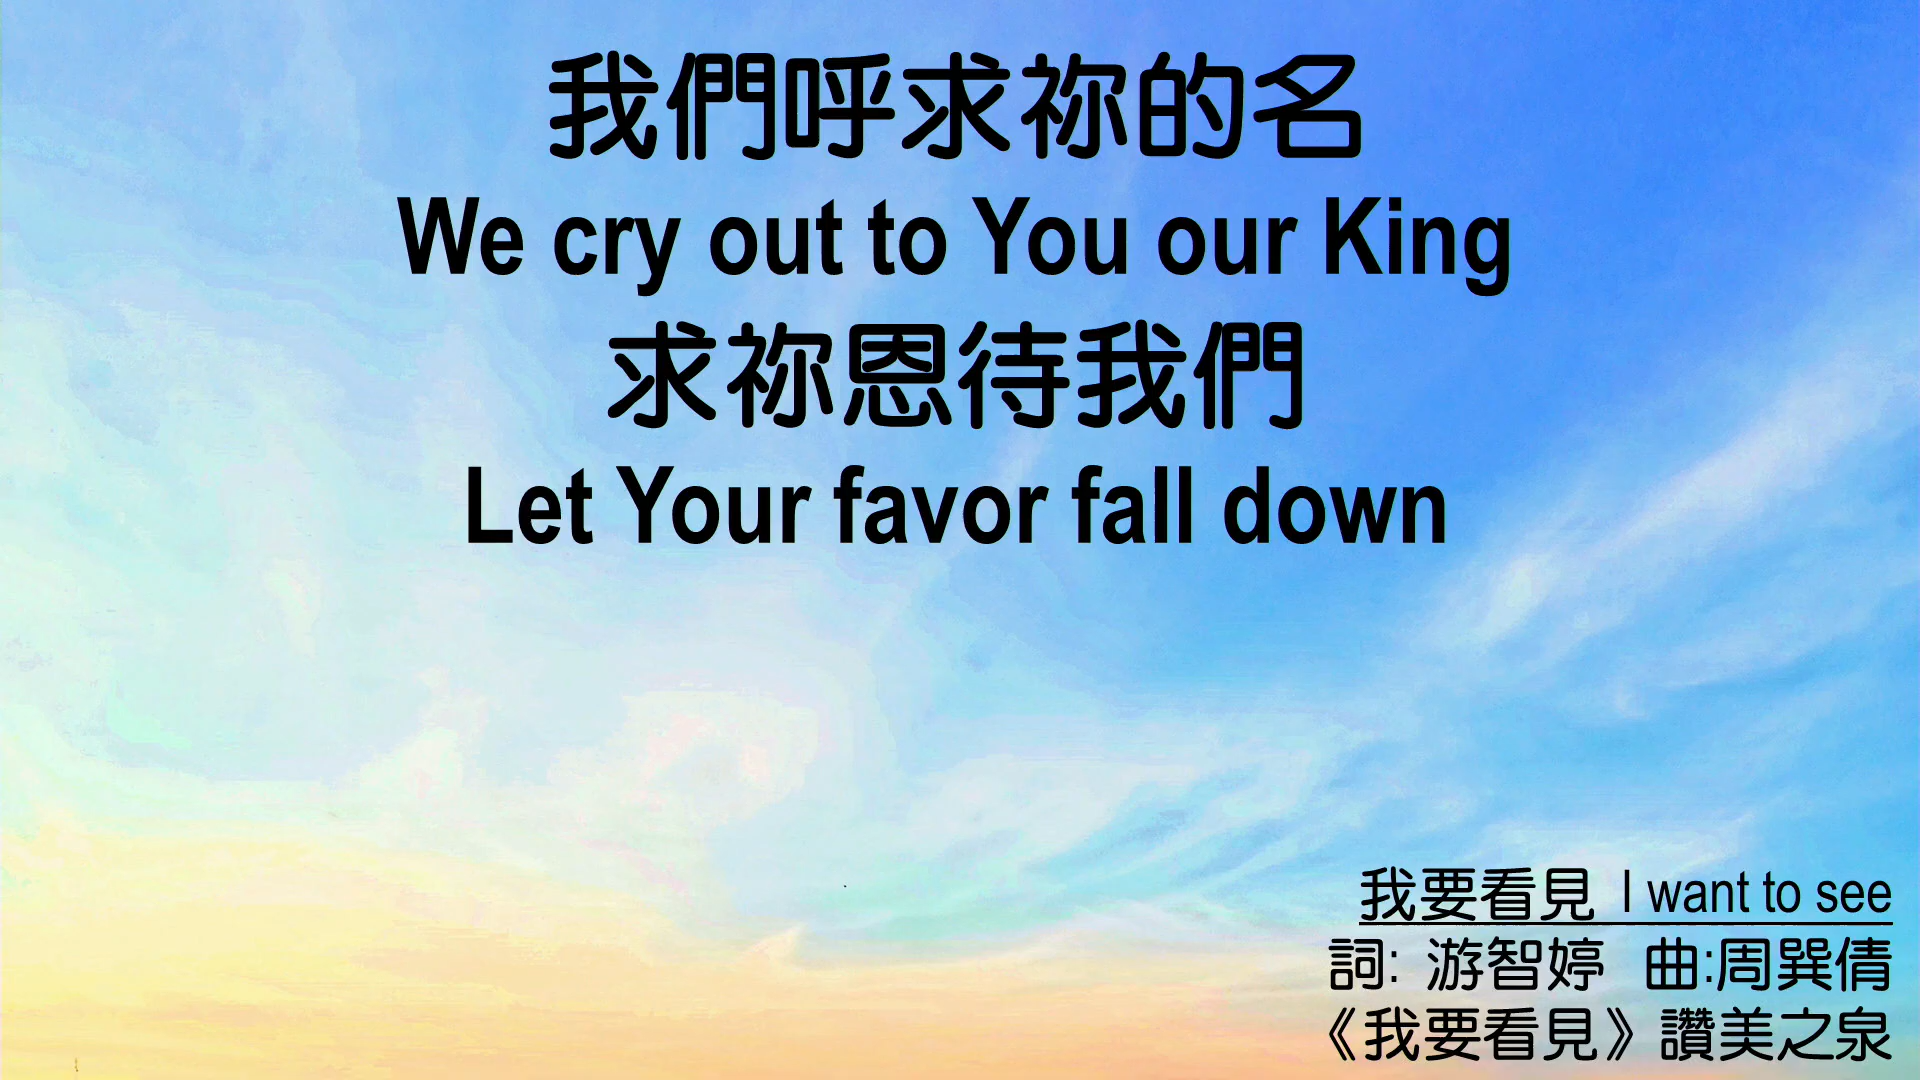 我們呼求祢的名
We cry out to You our King
求祢恩待我們
Let Your favor fall down
我要看見 I want to see
詞: 游智婷 曲:周巽倩
《我要看見》讚美之泉